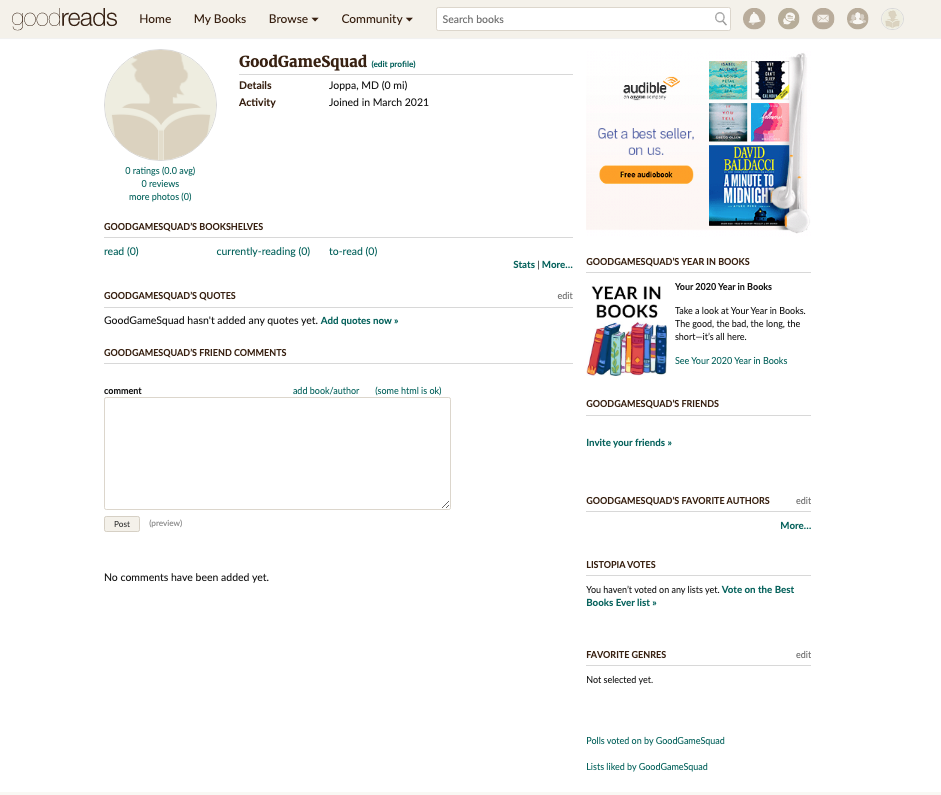 goodreads
Home My Books Browse Community
Search books
GoodGameSquad (edit profile)
Details Joppa, MD (0 mi)
Activity Joined in March 2021
0 ratings (0.0 avg)
0 reviews
more photos (0)
GOODGAMESQUAD'S BOOKSHELVES
read (0) currently-reading (0) to-read (0)
Stats | More...
GOODGAMESQUAD'S QUOTES edit
GoodGameSquad hasn't added any quotes yet. Add quotes now »
GOODGAMESQUAD'S FRIEND COMMENTS
comment add book/author (some html is ok)
Post (preview)
No comments have been added yet.
audible
an amazon company
Get a best seller,
on us.
Free audiobook
DAVID
BALDACCI
A MINUTE TO
MIDNIGHT
GOODGAMESQUAD'S YEAR IN BOOKS
YEAR IN
BOOKS
Your 2020 Year in Books
Take a look at Your Year in Books.
The good, the bad, the long, the
short—it's all here.
See Your 2020 Year in Books
GOODGAMESQUAD'S FRIENDS
Invite your friends »
GOODGAMESQUAD'S FAVORITE AUTHORS edit
More...
LISTOPIA VOTES
You haven't voted on any lists yet. Vote on the Best
Books Ever list »
FAVORITE GENRES edit
Not selected yet.
Polls voted on by GoodGameSquad
Lists liked by GoodGameSquad